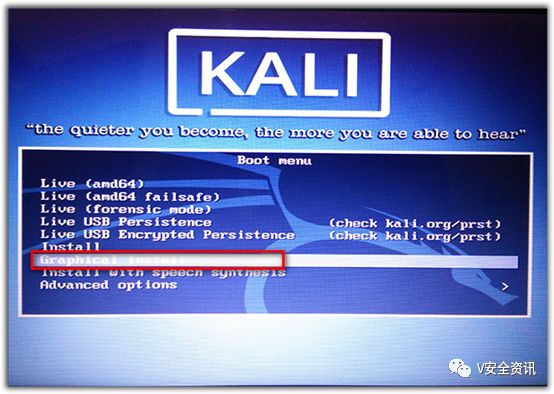 KALI
“the quieter you become, the more you are able to hear”
Boot menu
Live (amd64)
Live (amd64 failsafe)
Live (forensic mode)
Live USB Persistence (check kali.org/prst)
Live USB Encrypted Persistence (check kali.org/prst)
Install
Graphical install
Install with speech synthesis
Advanced options >
V安全资讯